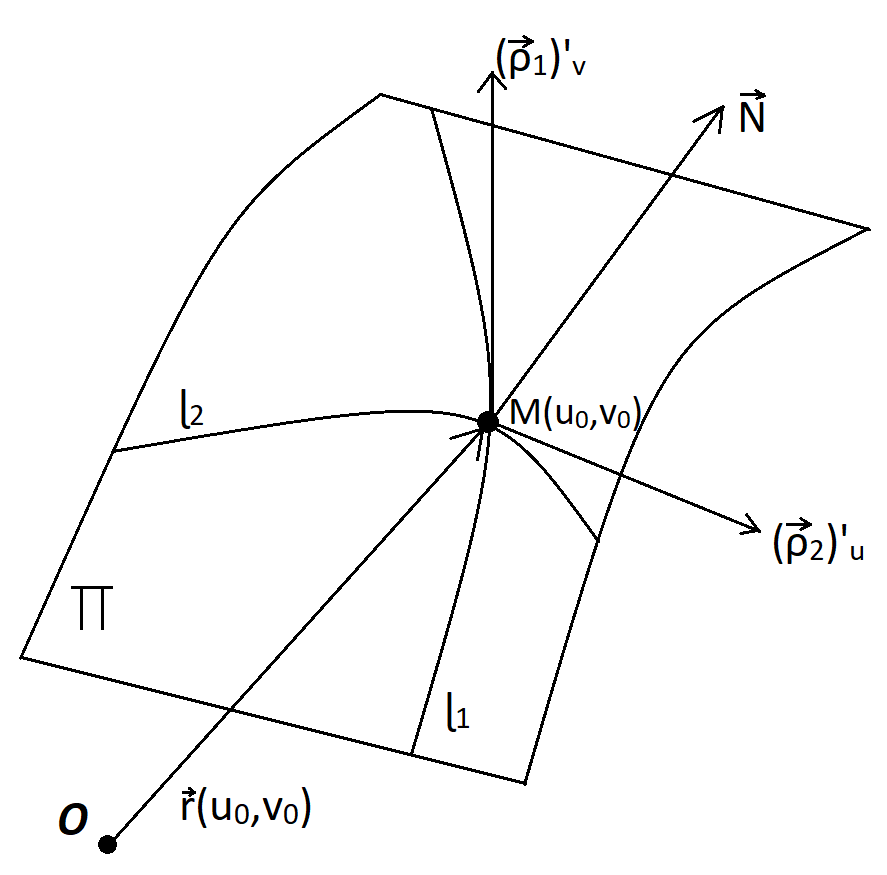 (ρ⃗₁)'ᵥ
N⃗
l₂
M(u₀,v₀)
(ρ⃗₂)'ᵤ
∏
l₁
r⃗(u₀,v₀)
O